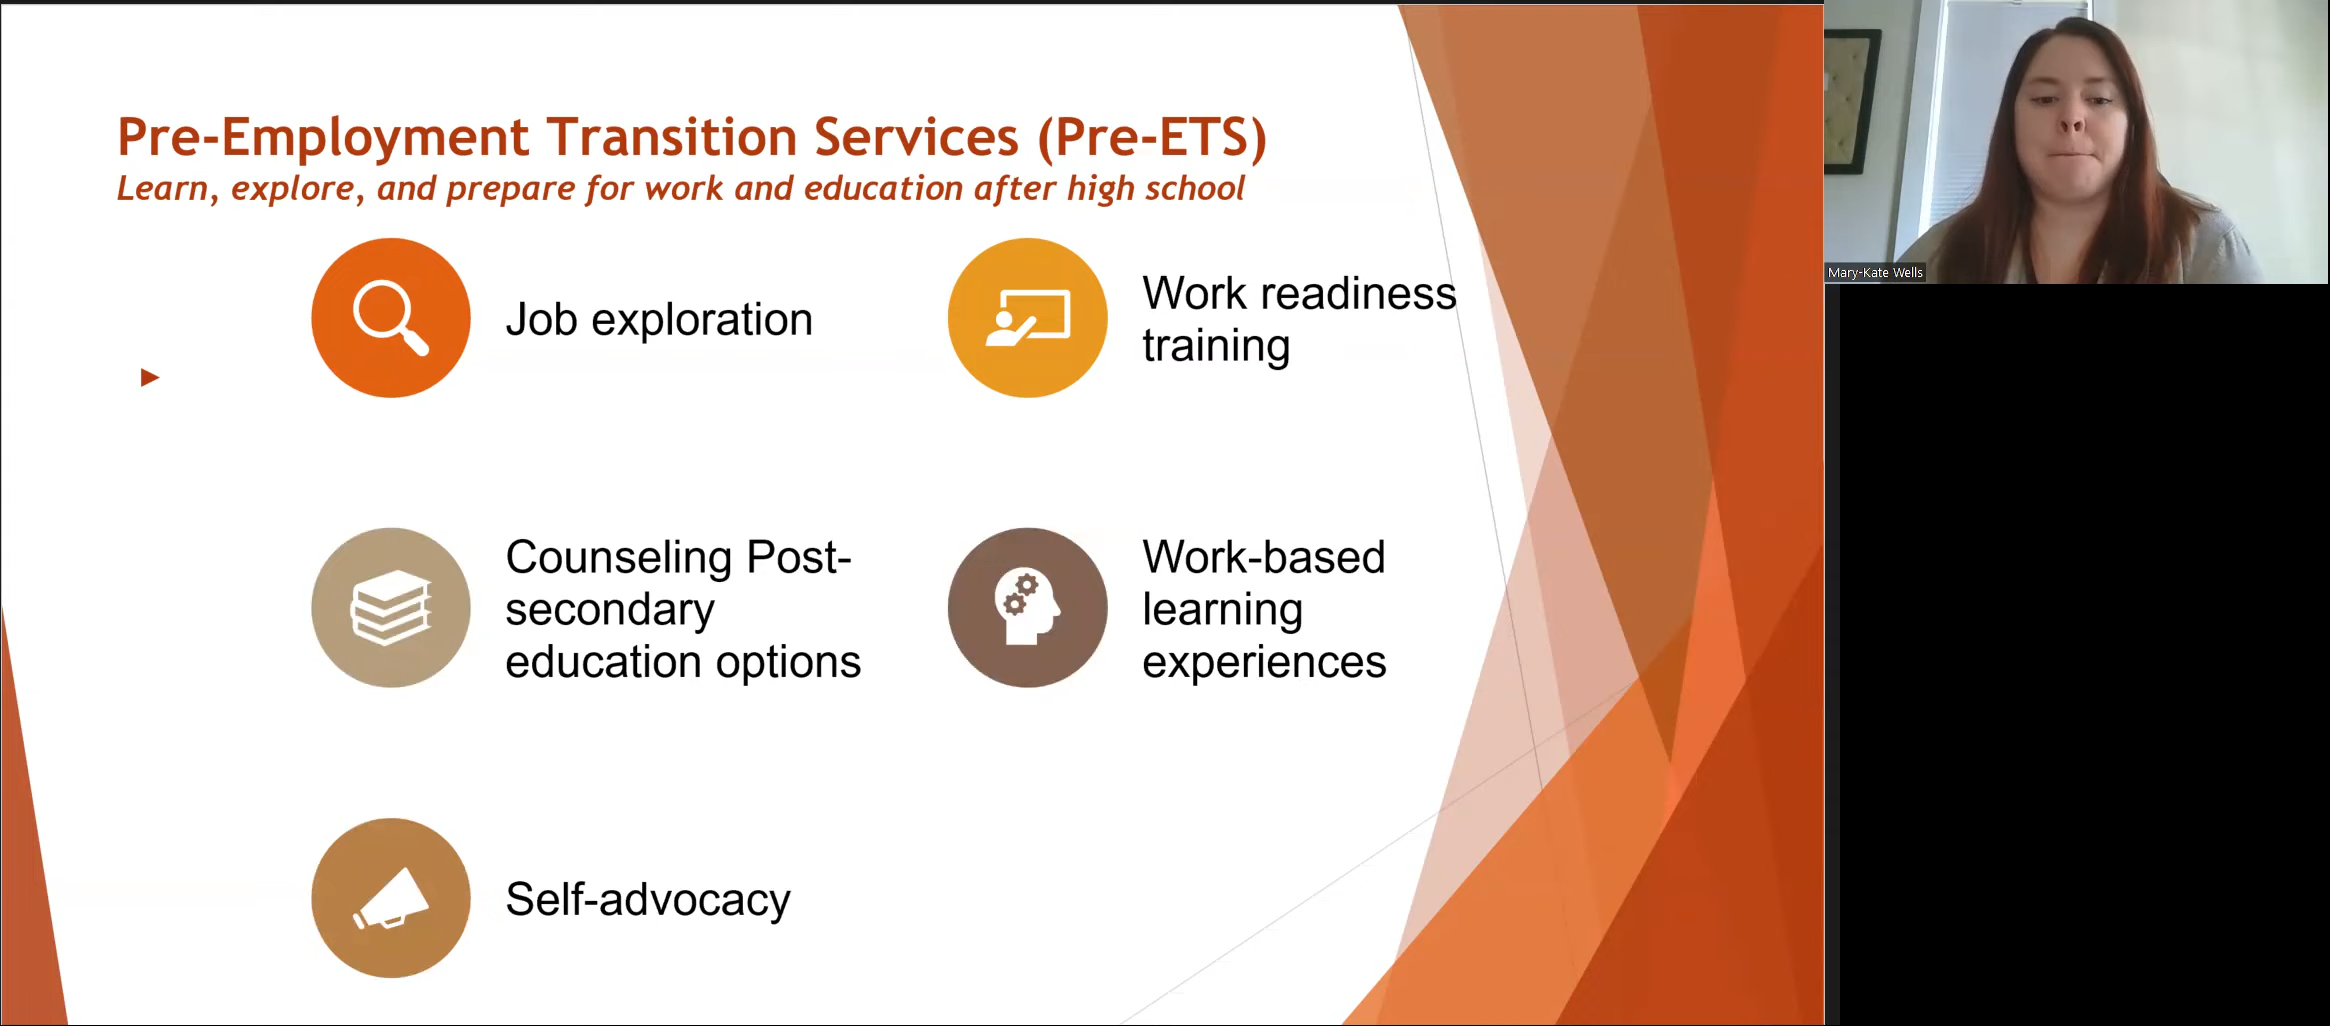 Pre-Employment Transition Services (Pre-ETS)
Learn, explore, and prepare for work and education after high school
Job exploration
Work readiness
training
Counseling Post-
secondary
education options
Work-based
learning
experiences
Self-advocacy
Mary-Kate Wells